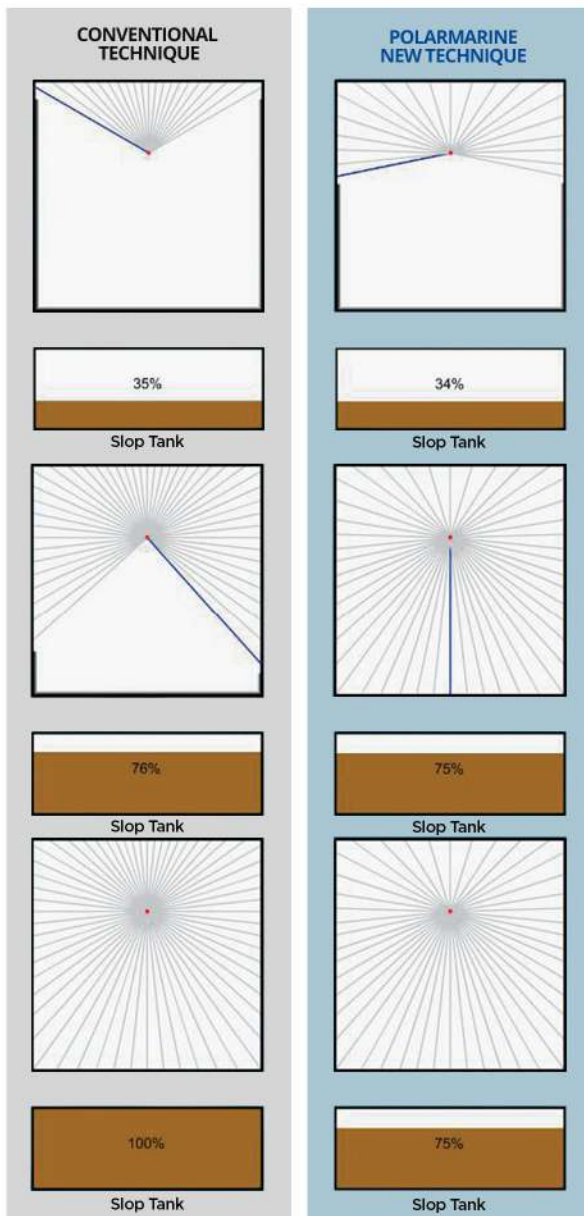 CONVENTIONAL
TECHNIQUE
35%
Slop Tank
76%
Slop Tank
100%
Slop Tank
POLARMARINE
NEW TECHNIQUE
34%
Slop Tank
75%
Slop Tank
75%
Slop Tank